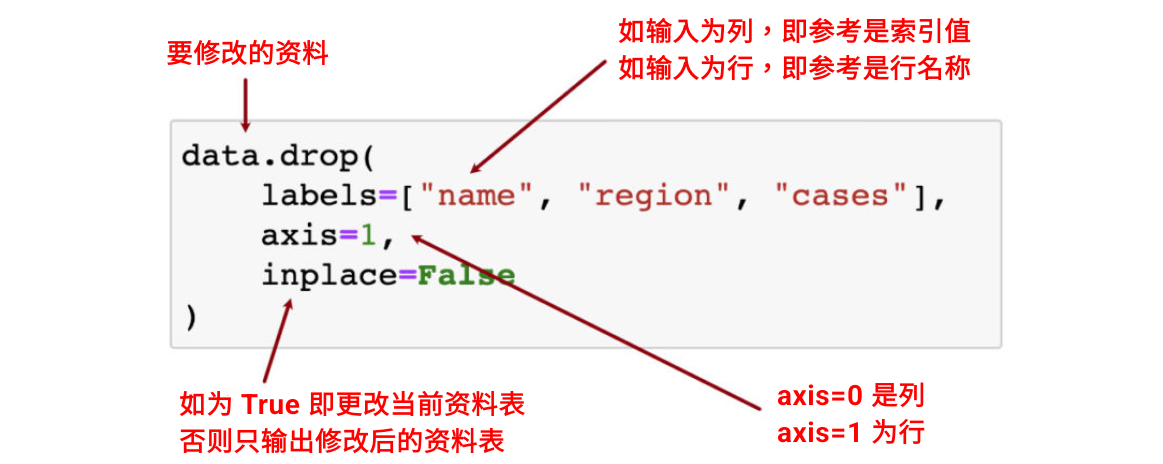 要修改的资料
如输入为列，即参考是索引值
如输入为行，即参考是行名称
data.drop(
    labels=["name", "region", "cases"],
    axis=1,
    inplace=False
)
如为 True 即更改当前资料表
否则只输出修改后的资料表
axis=0 是列
axis=1 为行